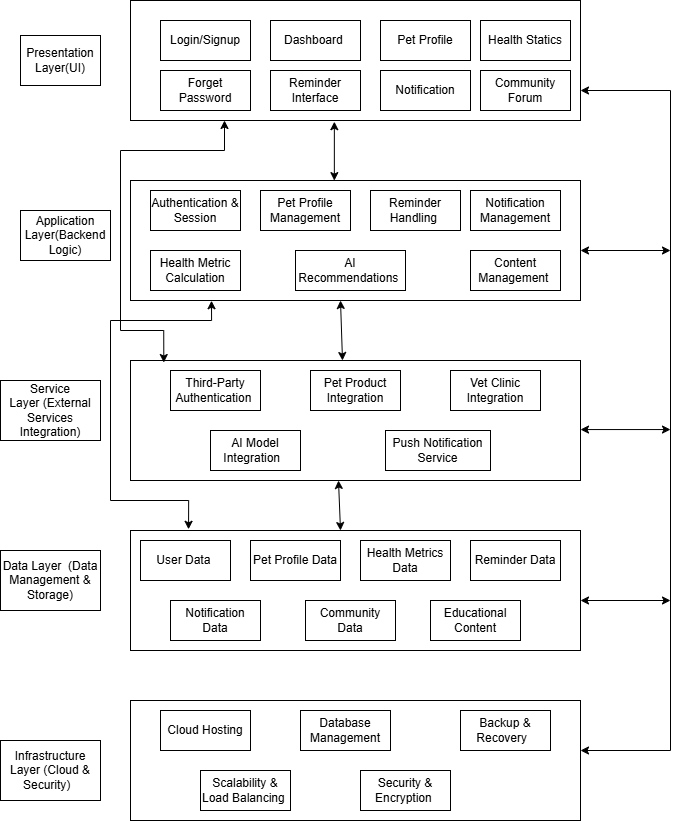 Presentation
Layer(UI)
Login/Signup
Dashboard
Pet Profile
Health Statics
Forget
Password
Reminder
Interface
Notification
Community
Forum
Application
Layer(Backend
Logic)
Authentication &
Session
Pet Profile
Management
Reminder
Handling
Notification
Management
Health Metric
Calculation
AI
Recommendations
Content
Management
Service
Layer (External
Services
Integration)
Third-Party
Authentication
Pet Product
Integration
Vet Clinic
Integration
AI Model
Integration
Push Notification
Service
Data Layer (Data
Management &
Storage)
User Data
Pet Profile Data
Health Metrics
Data
Reminder Data
Notification
Data
Community
Data
Educational
Content
Infrastructure
Layer (Cloud &
Security)
Cloud Hosting
Database
Management
Backup &
Recovery
Scalability &
Load Balancing
Security &
Encryption